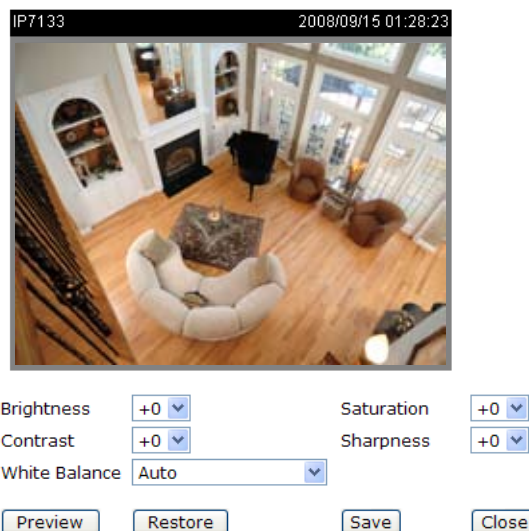 IP7133 2008/09/15 01:28:23
Brightness +0 Saturation +0
Contrast +0 Sharpness +0
White Balance Auto
Preview Restore Save Close